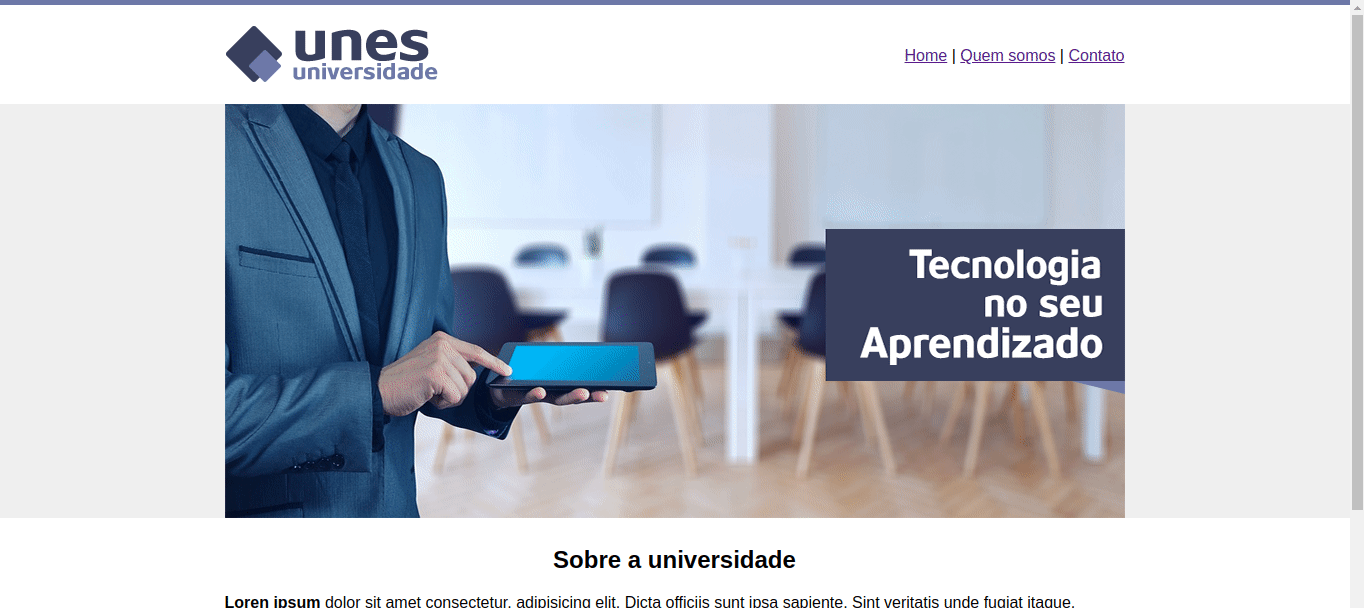 unes
universidade
Home | Quem somos | Contato
Tecnologia
no seu
Aprendizado
Sobre a universidade
Loren ipsum dolor sit amet consectetur, adipisicing elit. Dicta officiis sunt ipsa sapiente. Sint veritatis unde fugiat itaque,